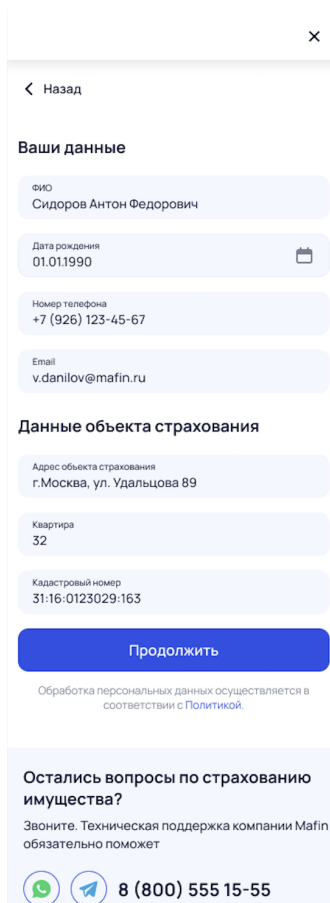 Назад
Ваши данные
ФИО
Сидоров Антон Федорович
Дата рождения
01.01.1990
Номер телефона
+7 (926) 123-45-67
Email
v.danilov@mafin.ru
Данные объекта страхования
Адрес объекта страхования
г.Москва, ул. Удальцова 89
Квартира
32
Кадастровый номер
31:16:0123029:163
Продолжить
Обработка персональных данных осуществляется в
соответствии с Политикой.
Остались вопросы по страхованию
имущества?
Звоните. Техническая поддержка компании Mafin
обязательно поможет
8 (800) 555 15-55